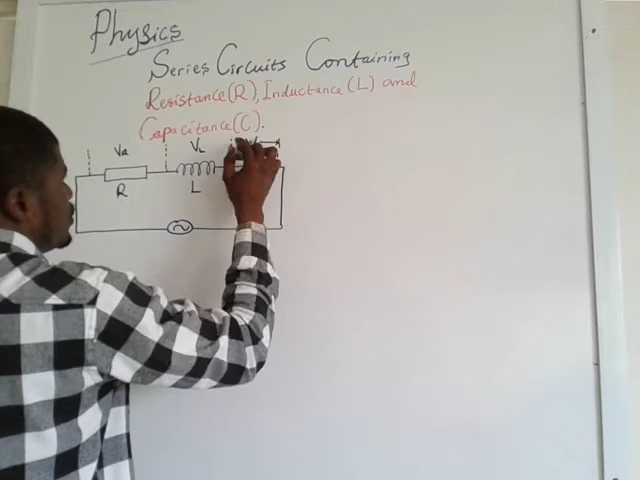 Physics
Series Circuits Containing
Resistance(R), Inductance (L) and
Capacitance(C).
VR
VL
R
L